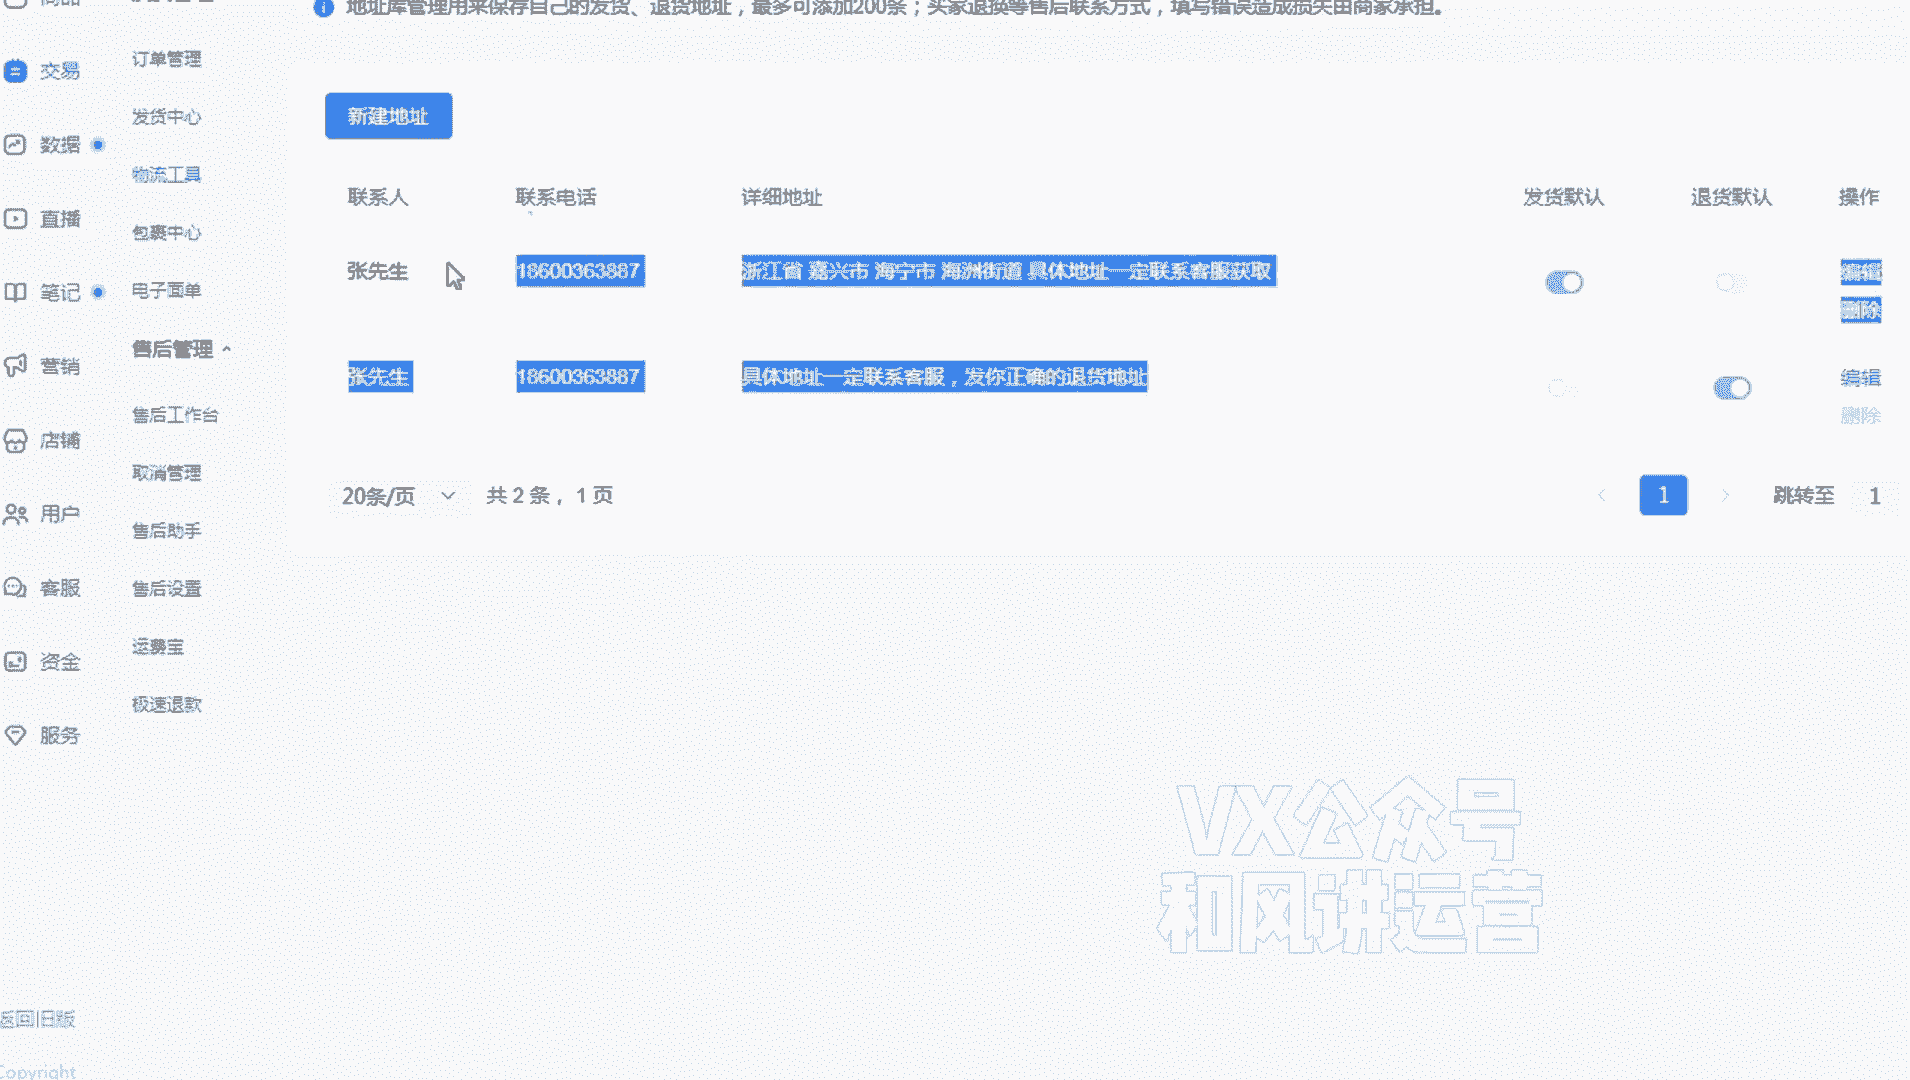 地址库管理用来保存自己的发货、退货地址，最多可添加200条；买家退换等售后联系方式，填写错误造成损失由商家承担。
交易
数据
直播
笔记
营销
店铺
用户
客服
资金
服务
返回旧版
Copyright
订单管理
发货中心
物流工具
包裹中心
电子面单
售后管理
售后工作台
取消管理
售后助手
售后设置
运费宝
极速退款
新建地址
联系人 联系电话 详细地址 发货默认 退货默认 操作
张先生 18600363887 浙江省 嘉兴市 海宁市 海洲街道 具体地址一定联系客服获取 编辑
删除
张先生 18600363887 具体地址一定联系客服，发你正确的退货地址 编辑
删除
20条/页 共 2 条， 1 页 1 跳转至 1
VX公众号
和风讲运营